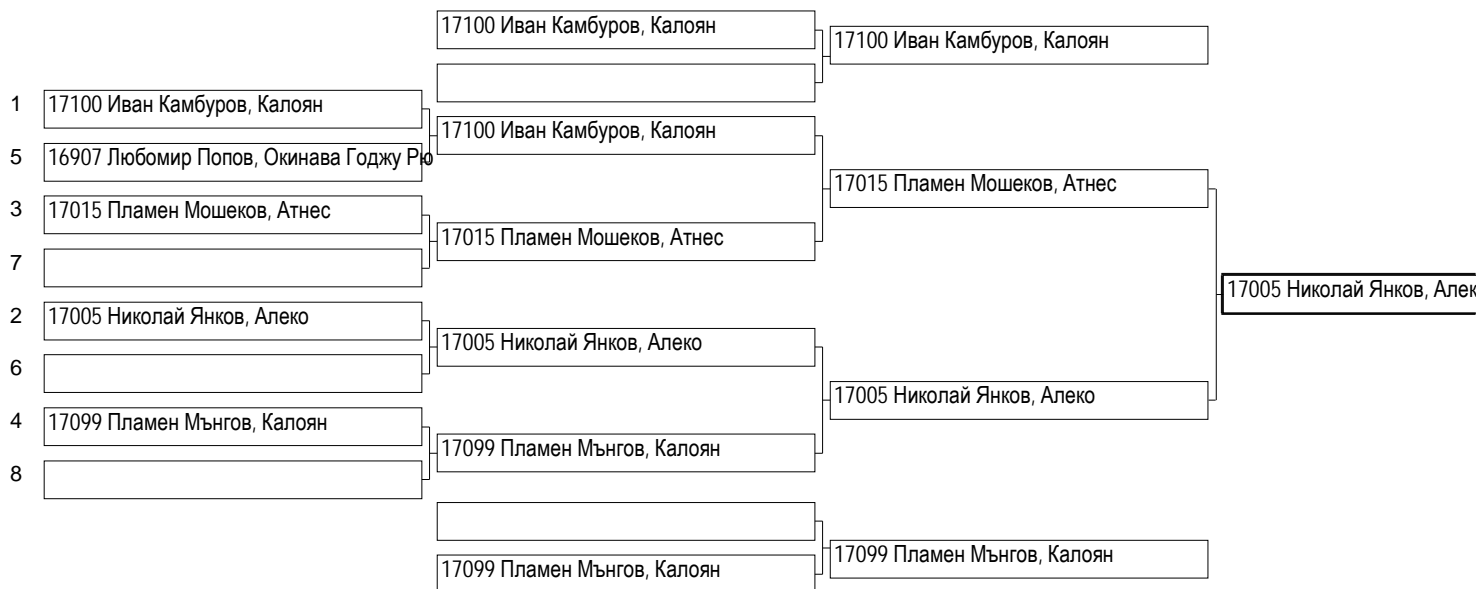 17100 Иван Камбуров, Калоян
17100 Иван Камбуров, Калоян
1 17100 Иван Камбуров, Калоян
17100 Иван Камбуров, Калоян
5 16907 Любомир Попов, Окинава Годжу Рю
17015 Пламен Мошеков, Атнес
3 17015 Пламен Мошеков, Атнес
17015 Пламен Мошеков, Атнес
7
17005 Николай Янков, Алек
2 17005 Николай Янков, Алеко
17005 Николай Янков, Алеко
6
17005 Николай Янков, Алеко
4 17099 Пламен Мънгов, Калоян
17099 Пламен Мънгов, Калоян
8
17099 Пламен Мънгов, Калоян
17099 Пламен Мънгов, Калоян